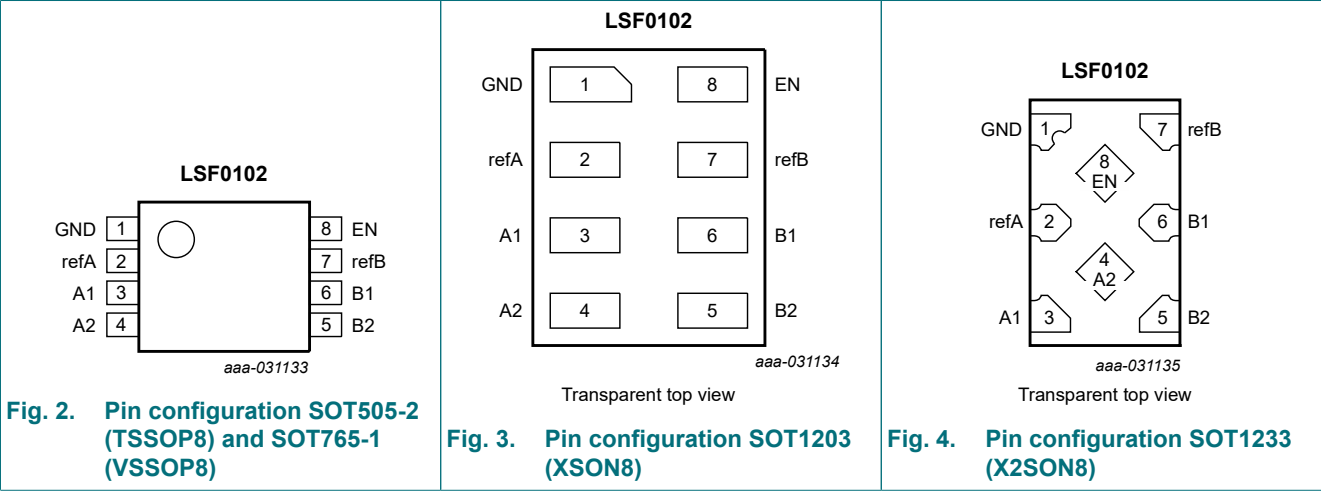 LSF0102
GND 1 8 EN
refA 2 7 refB
A1 3 6 B1
A2 4 5 B2
aaa-031133
Fig. 2. Pin configuration SOT505-2
(TSSOP8) and SOT765-1
(VSSOP8)
LSF0102
GND 1 8 EN
refA 2 7 refB
A1 3 6 B1
A2 4 5 B2
aaa-031134
Transparent top view
Fig. 3. Pin configuration SOT1203
(XSON8)
LSF0102
GND 1 7 refB
8
EN
refA 2 6 B1
4
A2
A1 3 5 B2
aaa-031135
Transparent top view
Fig. 4. Pin configuration SOT1233
(X2SON8)